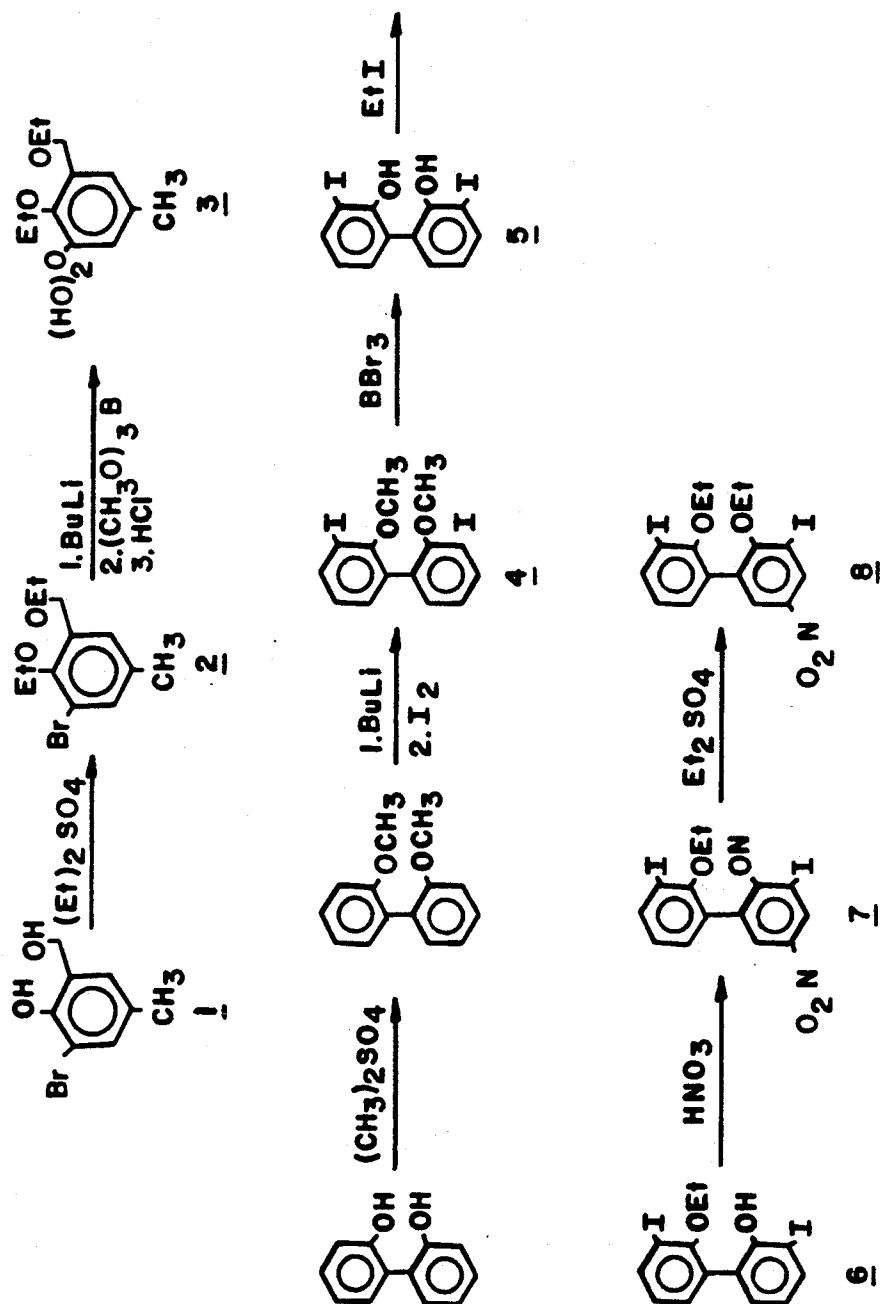 OH
OH
Br
CH3
1
(Et)2SO4
EtO
OEt
Br
CH3
2
1.BuLi
2.(CH3O)3B
3.HCl
EtO
OEt
(HO)2O
CH3
3
OH
OH
(CH3)2SO4
OCH3
OCH3
1.BuLi
2.I2
I
OCH3
OCH3
I
4
BBr3
I
OH
OH
I
5
EtI
I
OEt
OH
I
6
HNO3
I
OEt
ON
I
O2N
7
Et2SO4
I
OEt
OEt
I
O2N
8